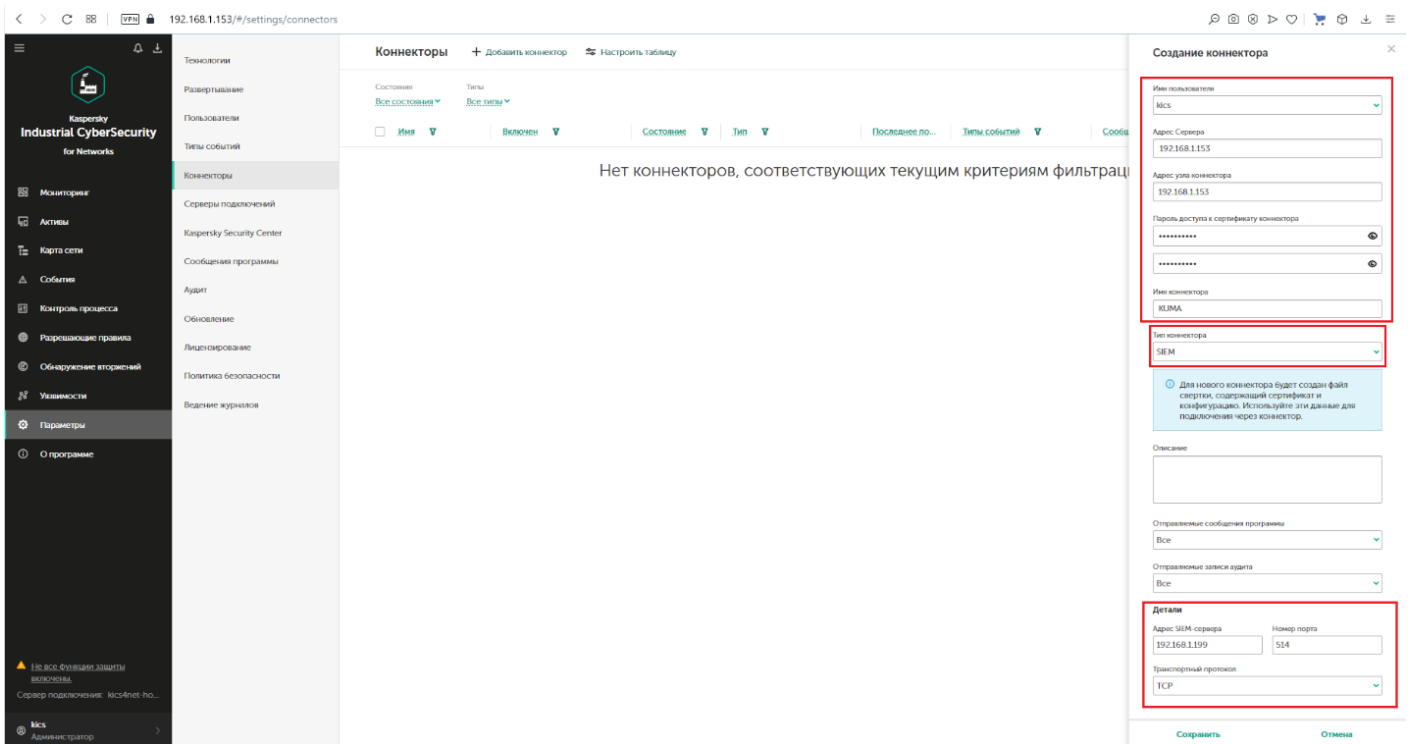 VPN 192.168.1.153/#/settings/connectors
Kaspersky
Industrial CyberSecurity
for Networks
Мониторинг
Активы
Карта сети
События
Контроль процесса
Разрешающие правила
Обнаружение вторжений
Уязвимости
Параметры
О программе
Не все функции защиты
включены.
Сервер подключения: kics4net-ho...
kics
Администратор
Технологии
Развертывание
Пользователи
Типы событий
Коннекторы
Серверы подключений
Kaspersky Security Center
Сообщения программы
Аудит
Обновление
Лицензирование
Политика безопасности
Ведение журналов
Коннекторы + Добавить коннектор Настроить таблицу
Состояния Типы
Все состояния Все типы
Имя Включен Состояние Тип Последнее по... Типы событий Сообщ
Нет коннекторов, соответствующих текущим критериям фильтраци
Создание коннектора
Имя пользователя
kics
Адрес Сервера
192.168.1.153
Адрес узла коннектора
192.168.1.153
Пароль доступа к сертификату коннектора
••••••••••
••••••••••
Имя коннектора
KUMA
Тип коннектора
SIEM
Для нового коннектора будет создан файл
свертки, содержащий сертификат и
конфигурацию. Используйте эти данные для
подключения через коннектор.
Описание
Отправляемые сообщения программы
Все
Отправляемые записи аудита
Все
Детали
Адрес SIEM-сервера Номер порта
192.168.1.199 514
Транспортный протокол
TCP
Сохранить Отмена